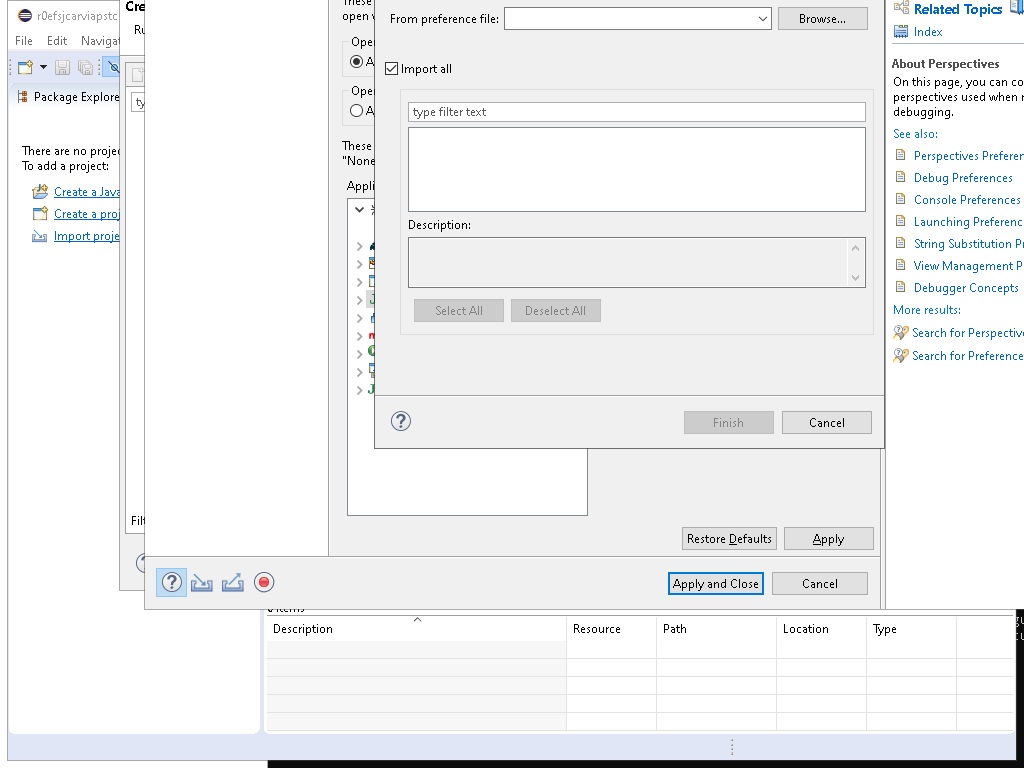 r0efsjcarviapstc
Cre
File Edit Navigat
Ru
Package Explore
ty
There are no projec
To add a project:
Create a Java
Create a proj
Import proje
Filt
These
open v
Oper
A
Oper
A
These
"None
Appli
From preference file:
Browse...
Import all
type filter text
Description:
Select All
Deselect All
Finish
Cancel
Restore Defaults
Apply
Apply and Close
Cancel
Related Topics
Index
About Perspectives
On this page, you can co
perspectives used when r
debugging.
See also:
Perspectives Preferen
Debug Preferences
Console Preferences
Launching Preferenc
String Substitution Pr
View Management P
Debugger Concepts
More results:
Search for Perspectiv
Search for Preference
items
Description Resource Path Location Type